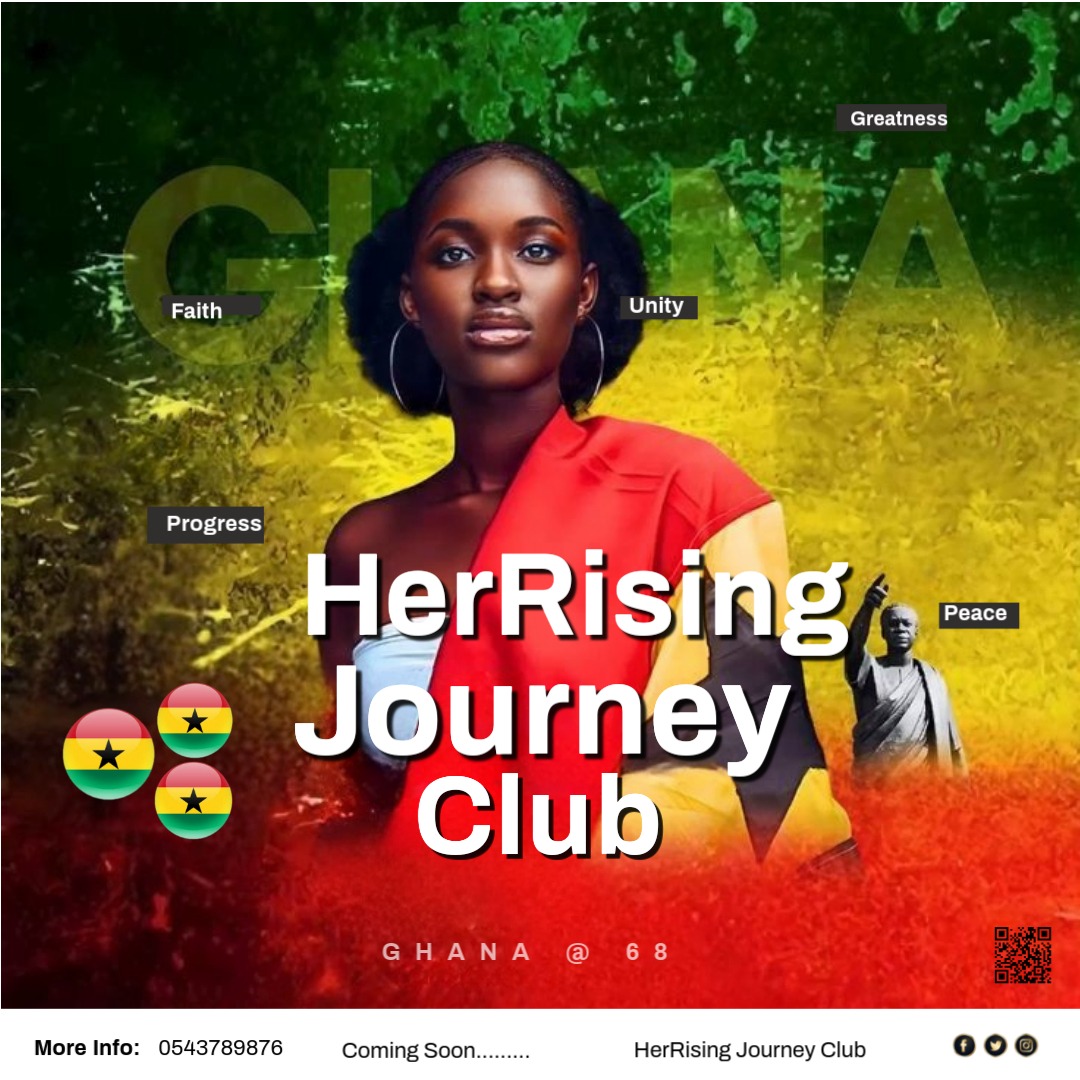 Greatness
GHANA
Faith
Unity
Progress
HerRising
Journey
Club
Peace
GHANA @ 68
More Info: 0543789876
Coming Soon.........
HerRising Journey Club